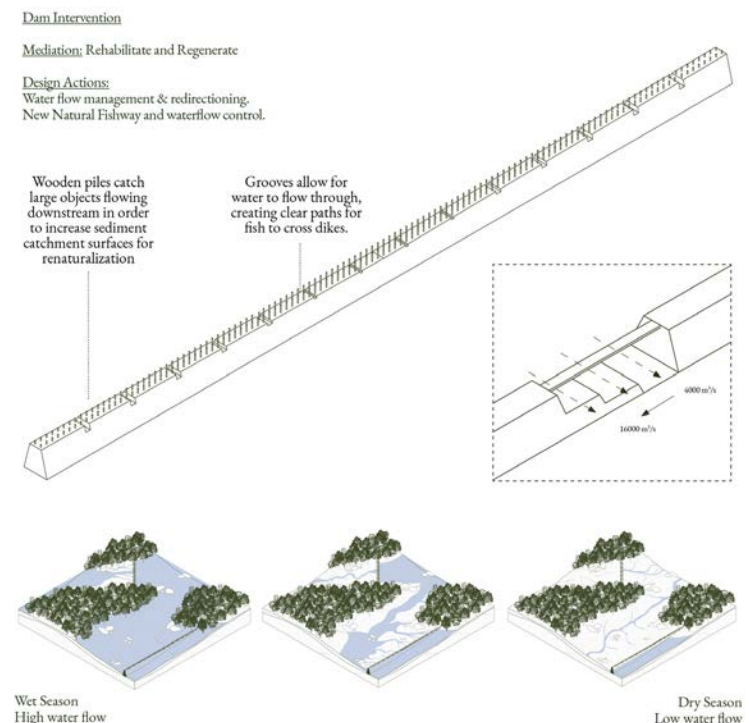 Dam Intervention
Mediation: Rehabilitate and Regenerate
Design Actions:
Water flow management & redirectioning.
New Natural Fishway and waterflow control.
Wooden piles catch
large objects flowing
downstream in order
to increase sediment
catchment surfaces for
renaturalization
Grooves allow for
water to flow through,
creating clear paths for
fish to cross dikes.
4000 m³/s
16000 m³/s
Wet Season
High water flow
Dry Season
Low water flow